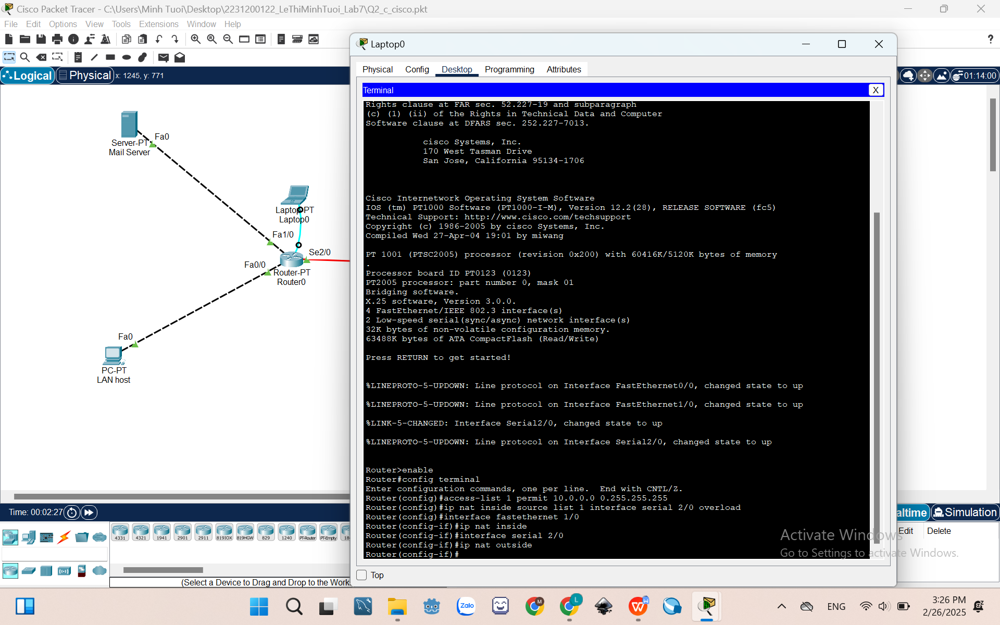 Cisco Packet Tracer - C:\Users\Minh Tuoi\Desktop\2231200122_LeThiMinhTuoi_Lab7\Q2_c_cisco.pkt
File Edit Options View Tools Extensions Window Help
Logical Physical x: 1245, y: 771
01:14:00
Fa0
Server-PT
Mail Server
Laptop-PT
Laptop0
Fa1/0
Se2/0
Fa0/0
Router-PT
Router0
Fa0
PC-PT
LAN host
Laptop0
Physical Config Desktop Programming Attributes
Terminal X
Rights clause at FAR sec. 52.227-19 and subparagraph
(c) (1) (ii) of the Rights in Technical Data and Computer
Software clause at DFARS sec. 252.227-7013.
cisco Systems, Inc.
170 West Tasman Drive
San Jose, California 95134-1706
Cisco Internetwork Operating System Software
IOS (tm) PT1000 Software (PT1000-I-M), Version 12.2(28), RELEASE SOFTWARE (fc5)
Technical Support: http://www.cisco.com/techsupport
Copyright (c) 1986-2005 by cisco Systems, Inc.
Compiled Wed 27-Apr-04 19:01 by miwang
PT 1001 (PTSC2005) processor (revision 0x200) with 60416K/5120K bytes of memory
.
Processor board ID PT0123 (0123)
PT2005 processor: part number 0, mask 01
Bridging software.
X.25 software, Version 3.0.0.
4 FastEthernet/IEEE 802.3 interface(s)
2 Low-speed serial(sync/async) network interface(s)
32K bytes of non-volatile configuration memory.
63488K bytes of ATA CompactFlash (Read/Write)
Press RETURN to get started!
%LINEPROTO-5-UPDOWN: Line protocol on Interface FastEthernet0/0, changed state to up
%LINEPROTO-5-UPDOWN: Line protocol on Interface FastEthernet1/0, changed state to up
%LINK-5-CHANGED: Interface Serial2/0, changed state to up
%LINEPROTO-5-UPDOWN: Line protocol on Interface Serial2/0, changed state to up
Router>enable
Router#config terminal
Enter configuration commands, one per line.  End with CNTL/Z.
Router(config)#access-list 1 permit 10.0.0.0 0.255.255.255
Router(config)#ip nat inside source list 1 interface serial 2/0 overload
Router(config)#interface fastethernet 1/0
Router(config-if)#ip nat inside
Router(config-if)#interface serial 2/0
Router(config-if)#ip nat outside
Router(config-if)#
Top
Time: 00:02:27
altime Simulation
4331 4321 1941 2901 2911 819IOX 819HGW 829 1240 PT-Router PT-Empty 18
Edit Delete
(Select a Device to Drag and Drop to the Work
Activate Windows
Go to Settings to activate Windows.
Zalo
M
L
W
ENG
3:26 PM
2/26/2025